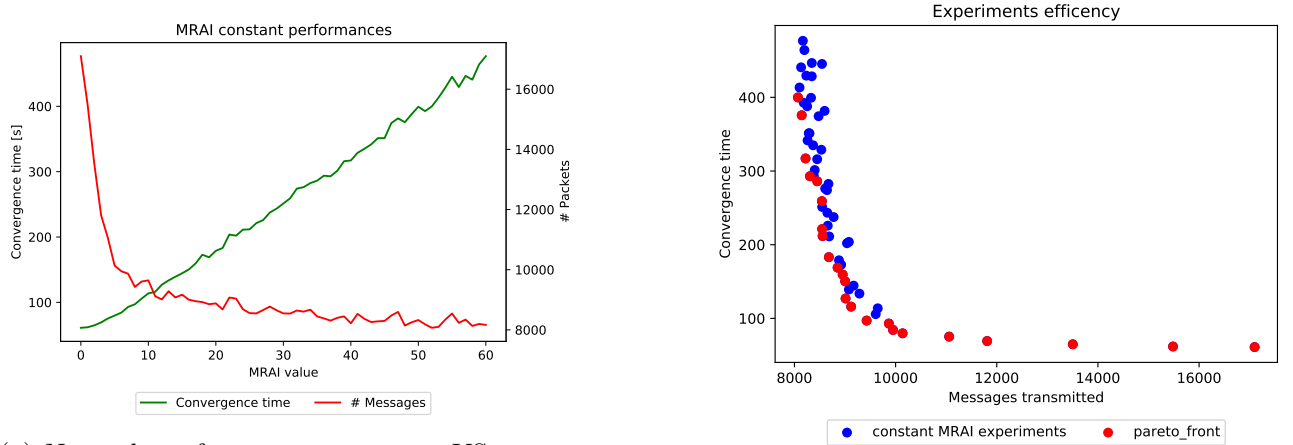 MRAI constant performances
Convergence time [s]
400
300
200
100
16000
14000
12000
10000
8000
# Packets
0 10 20 30 40 50 60
MRAI value
Convergence time # Messages
Experiments efficency
Convergence time
400
300
200
100
8000 10000 12000 14000 16000
Messages transmitted
constant MRAI experiments pareto_front